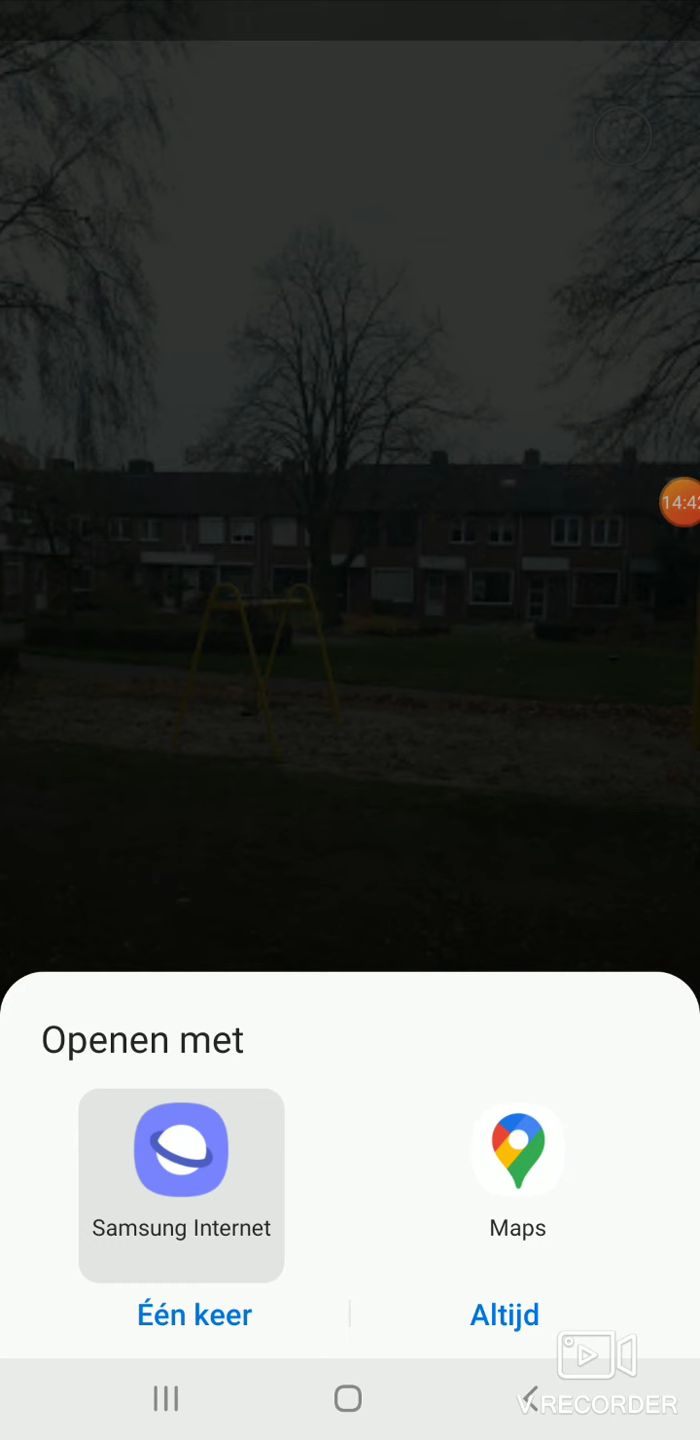 14:42
Openen met
Samsung Internet
Maps
Één keer
Altijd
V RECORDER